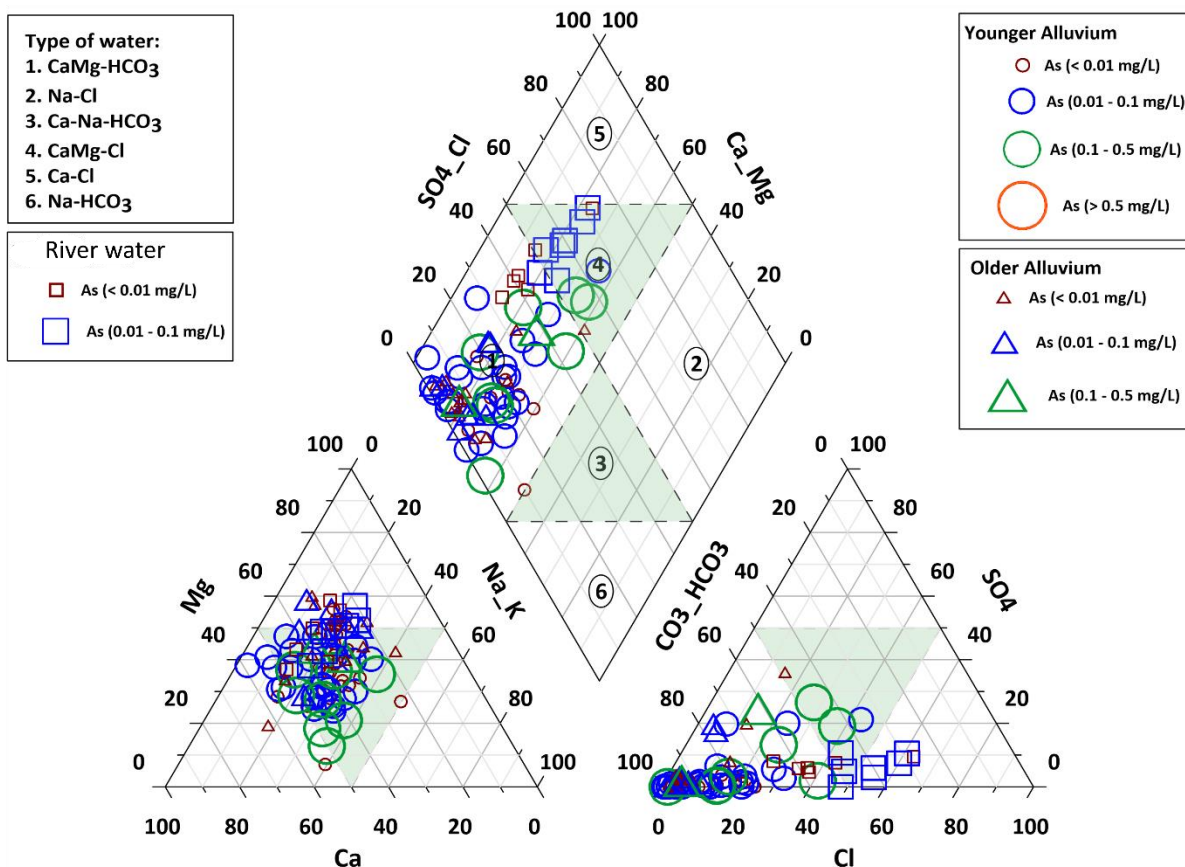 Type of water:
1. CaMg-HCO3
2. Na-Cl
3. Ca-Na-HCO3
4. CaMg-Cl
5. Ca-Cl
6. Na-HCO3
River water
As (< 0.01 mg/L)
As (0.01 - 0.1 mg/L)
Younger Alluvium
As (< 0.01 mg/L)
As (0.01 - 0.1 mg/L)
As (0.1 - 0.5 mg/L)
As (> 0.5 mg/L)
Older Alluvium
As (< 0.01 mg/L)
As (0.01 - 0.1 mg/L)
As (0.1 - 0.5 mg/L)
100 100
80 80
60 60
40 40
20 20
0 0
SO4_Cl
Ca_Mg
5
4
1
2
3
6
100 0
80 20
60 40
40 60
20 80
0 100
Mg
Na_K
100 80 60 40 20 0
Ca
0 0
20 20
40 40
60 60
80 80
100 0
CO3_HCO3
SO4
0 20 40 60 80 100
Cl